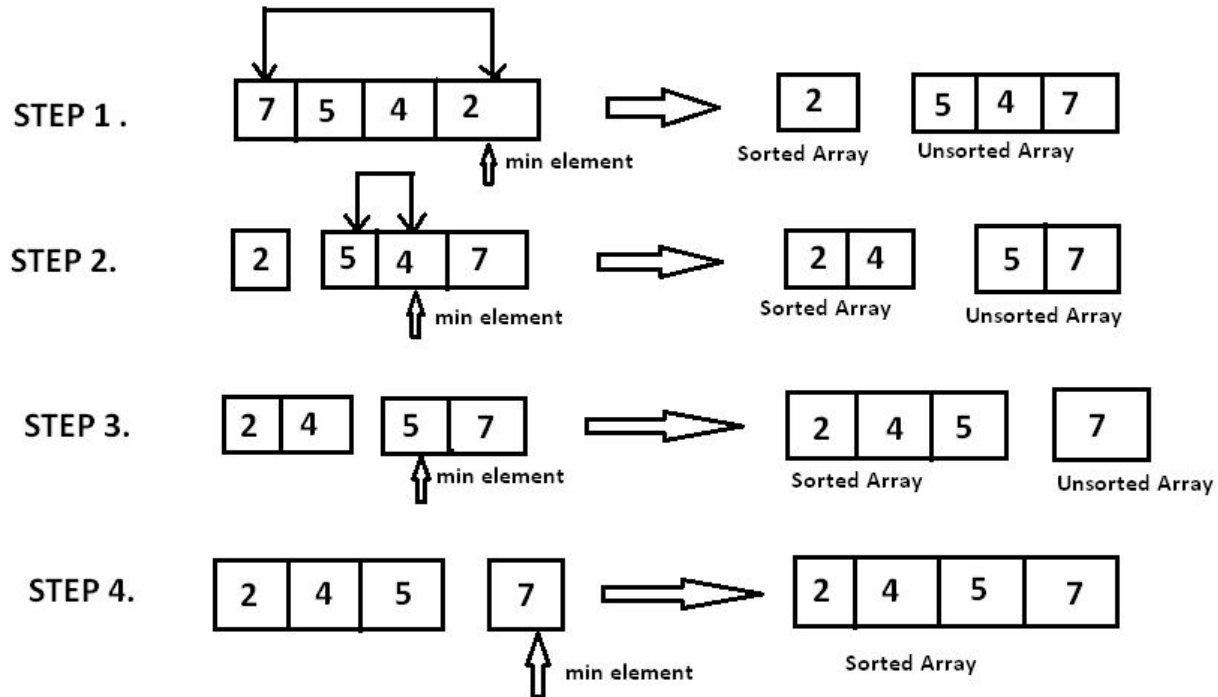 STEP 1 .
7 5 4 2
min element
2
Sorted Array
5 4 7
Unsorted Array
STEP 2.
2
5 4 7
min element
2 4
Sorted Array
5 7
Unsorted Array
STEP 3.
2 4
5 7
min element
2 4 5
Sorted Array
7
Unsorted Array
STEP 4.
2 4 5
7
min element
2 4 5 7
Sorted Array